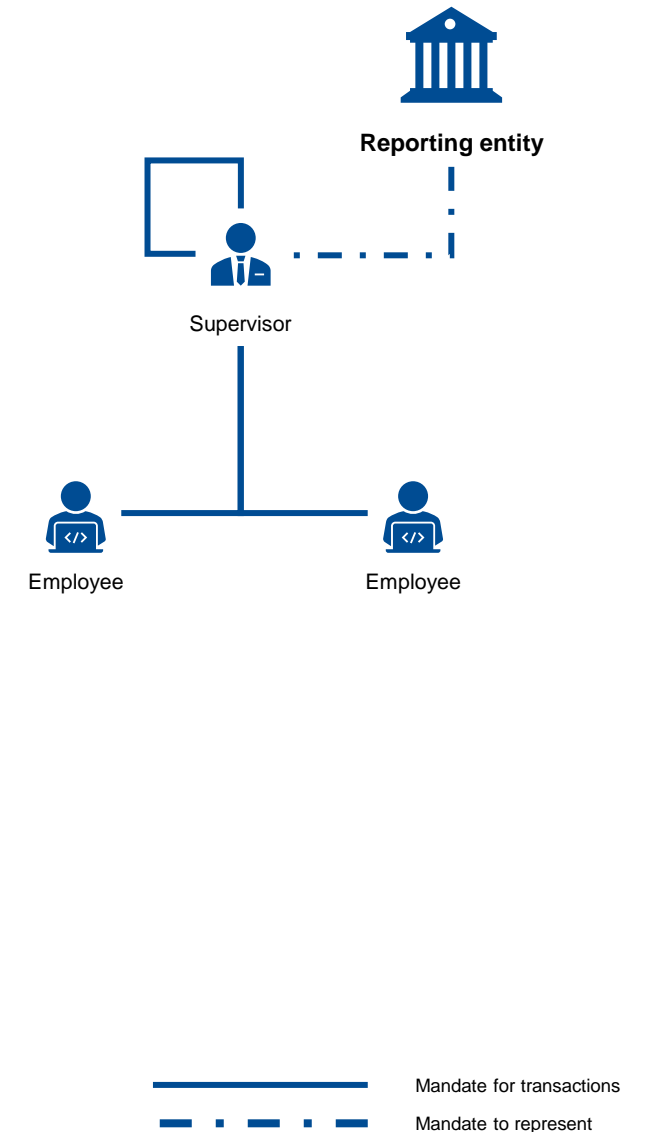 Reporting entity
Supervisor
</>
</>
Employee
Employee
Mandate for transactions
Mandate to represent